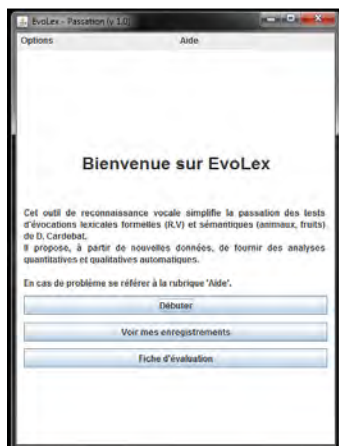 EvoLex - Passation (v 1.0)
Options Aide
Bienvenue sur EvoLex
Cet outil de reconnaissance vocale simplifie la passation des tests
d'évocations lexicales formelles (R,V) et sémantiques (animaux, fruits)
de D. Cardebat.
Il propose, à partir de nouvelles données, de fournir des analyses
quantitatives et qualitatives automatiques.
En cas de problème se référer à la rubrique 'Aide'.
Débuter
Voir mes enregistrements
Fiche d'évaluation